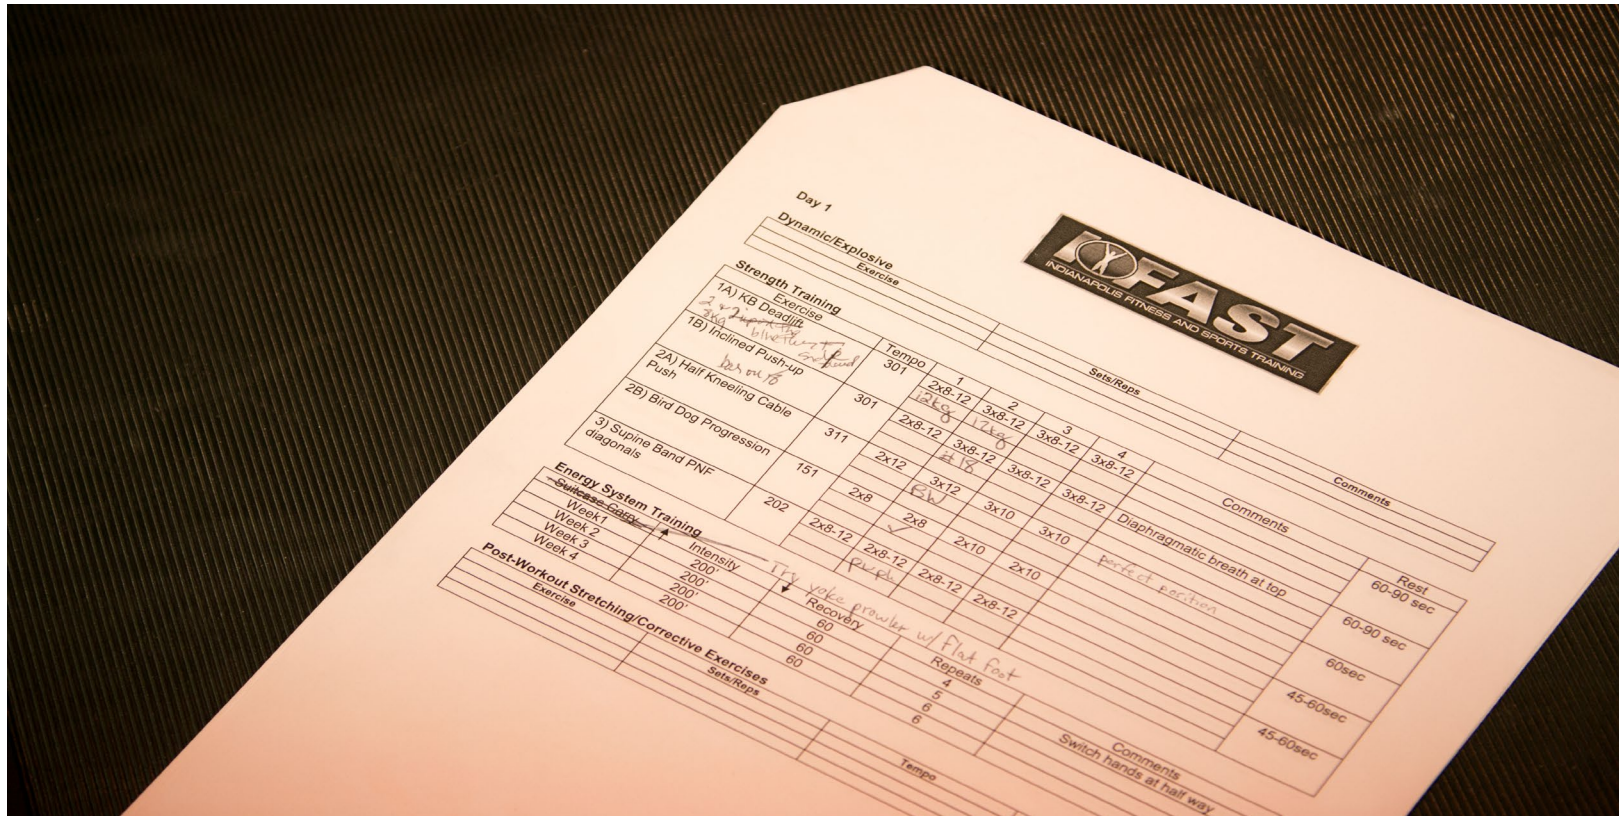 Day 1
IFAST
INDIANAPOLIS FITNESS AND SPORTS TRAINING
Dynamic/Explosive
Exercise Sets/Reps Comments
Strength Training
Exercise Tempo 1 2 3 4 Comments Rest
1A) KB Deadlift 301 2x8-12 3x8-12 3x8-12 3x8-12 60-90 sec
12kg 12kg
1B) Inclined Push-up 301 2x8-12 3x8-12 3x8-12 3x8-12 Diaphragmatic breath at top 60-90 sec
bar on #18
2A) Half Kneeling Cable Push 311 2x12 3x12 3x10 3x10 perfect position 60sec
BW
2B) Bird Dog Progression 151 2x8 2x8 2x10 2x10 45-60sec
3) Supine Band PNF diagonals 202 2x8-12 2x8-12 2x8-12 2x8-12 45-60sec
Energy System Training
Suitcase Carry Try yoke prowler w/ flat foot
Intensity Recovery Repeats Comments
Week1 200' 60 4 Switch hands at half way
Week 2 200' 60 5
Week 3 200' 60 6
Week 4 200' 60 6
Post-Workout Stretching/Corrective Exercises
Exercise Sets/Reps Tempo